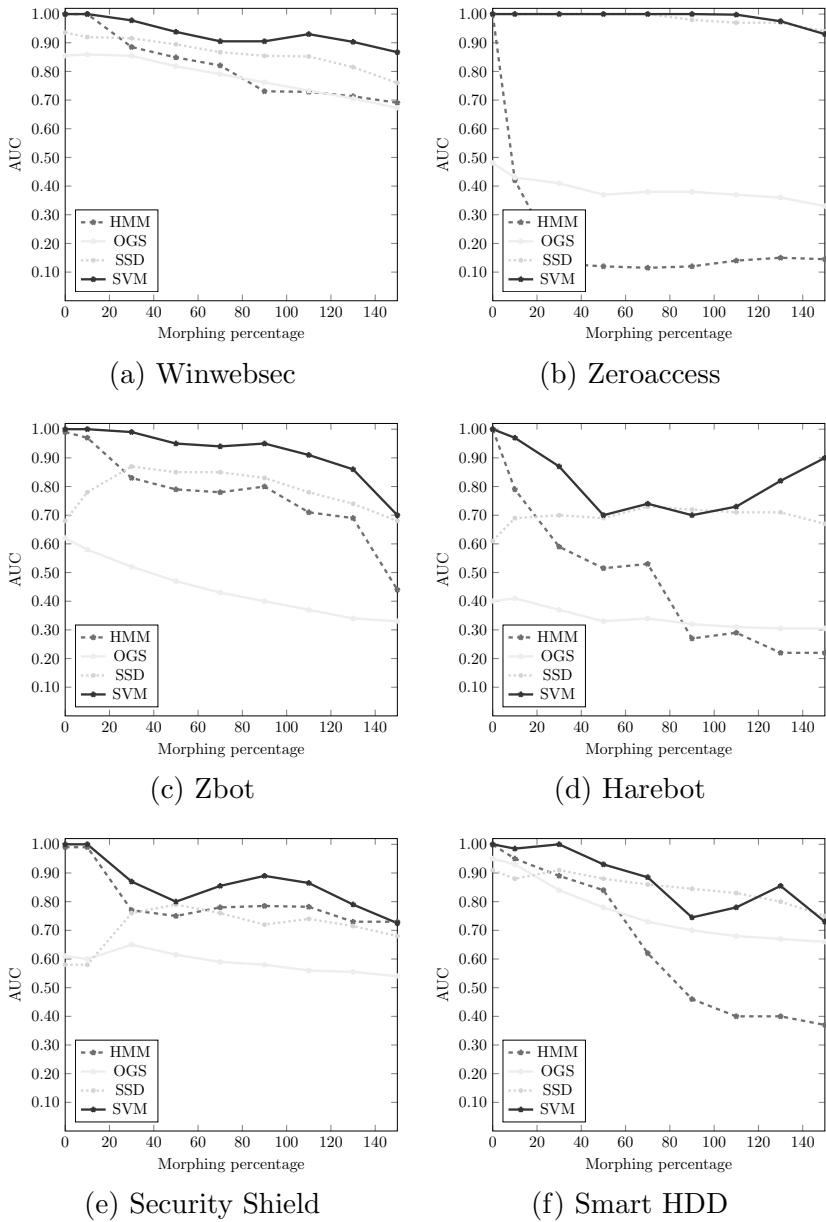 1.00
0.90
0.80
0.70
0.60
0.50
0.40
0.30
0.20
0.10
AUC
HMM
OGS
SSD
SVM
0 20 40 60 80 100 120 140
Morphing percentage
(a) Winwebsec
1.00
0.90
0.80
0.70
0.60
0.50
0.40
0.30
0.20
0.10
AUC
HMM
OGS
SSD
SVM
0 20 40 60 80 100 120 140
Morphing percentage
(b) Zeroaccess
1.00
0.90
0.80
0.70
0.60
0.50
0.40
0.30
0.20
0.10
AUC
HMM
OGS
SSD
SVM
0 20 40 60 80 100 120 140
Morphing percentage
(c) Zbot
1.00
0.90
0.80
0.70
0.60
0.50
0.40
0.30
0.20
0.10
AUC
HMM
OGS
SSD
SVM
0 20 40 60 80 100 120 140
Morphing percentage
(d) Harebot
1.00
0.90
0.80
0.70
0.60
0.50
0.40
0.30
0.20
0.10
AUC
HMM
OGS
SSD
SVM
0 20 40 60 80 100 120 140
Morphing percentage
(e) Security Shield
1.00
0.90
0.80
0.70
0.60
0.50
0.40
0.30
0.20
0.10
AUC
HMM
OGS
SSD
SVM
0 20 40 60 80 100 120 140
Morphing percentage
(f) Smart HDD